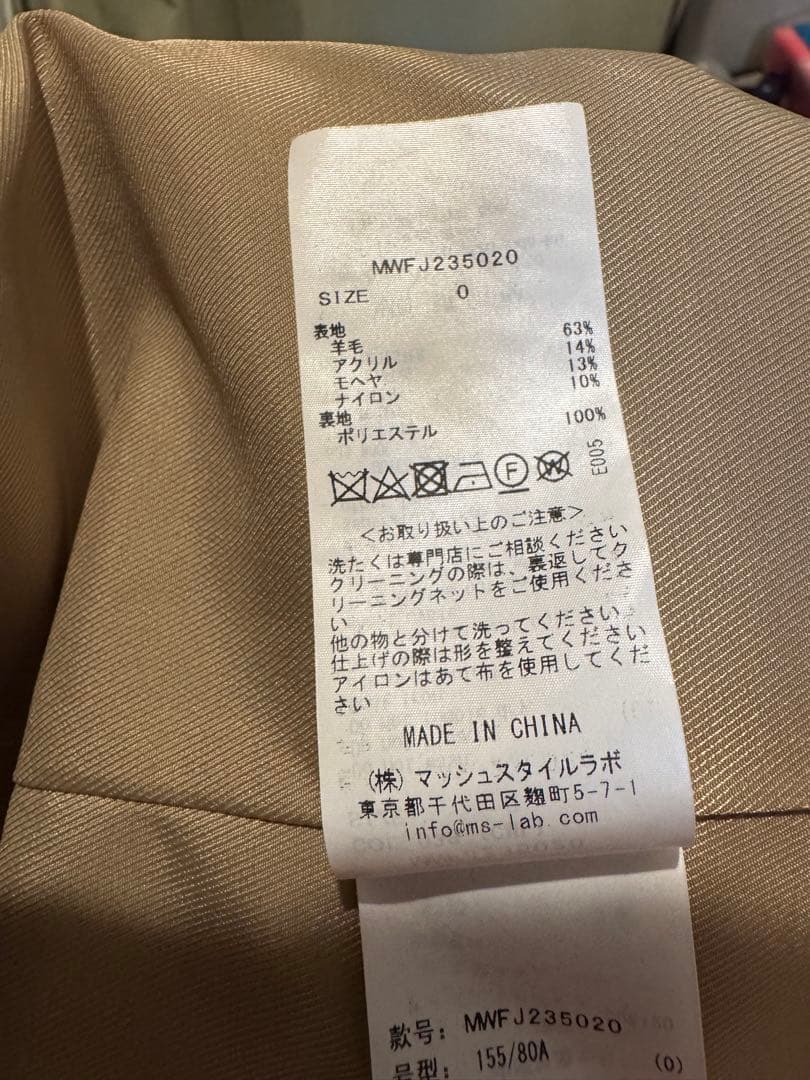 MWFJ235020
SIZE 0
表地
羊毛 63%
アクリル 14%
モヘヤ 13%
ナイロン 10%
裏地
ポリエステル 100%
E005
F
W
<お取り扱い上のご注意>
洗たくは専門店にご相談ください
クリーニングの際は、裏返してク
リーニングネットをご使用くださ
い
他の物と分けて洗ってください
仕上げの際は形を整えてください
アイロンはあて布を使用してくだ
さい
MADE IN CHINA
(株)マッシュスタイルラボ
東京都千代田区麹町5-7-1
info@ms-lab.com
款号: MWFJ235020
号型: 155/80A (0)